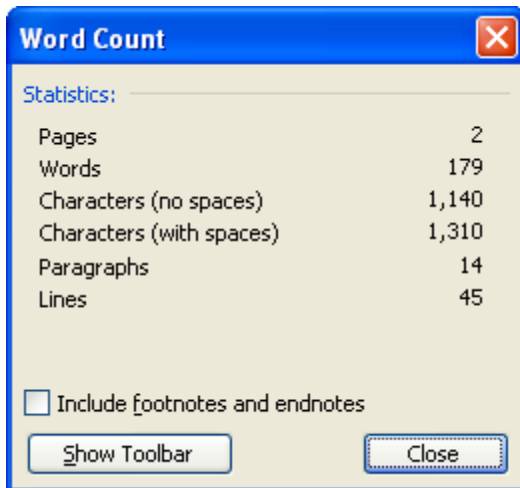 Word Count
Statistics:
Pages 2
Words 179
Characters (no spaces) 1,140
Characters (with spaces) 1,310
Paragraphs 14
Lines 45
Include footnotes and endnotes
Show Toolbar Close